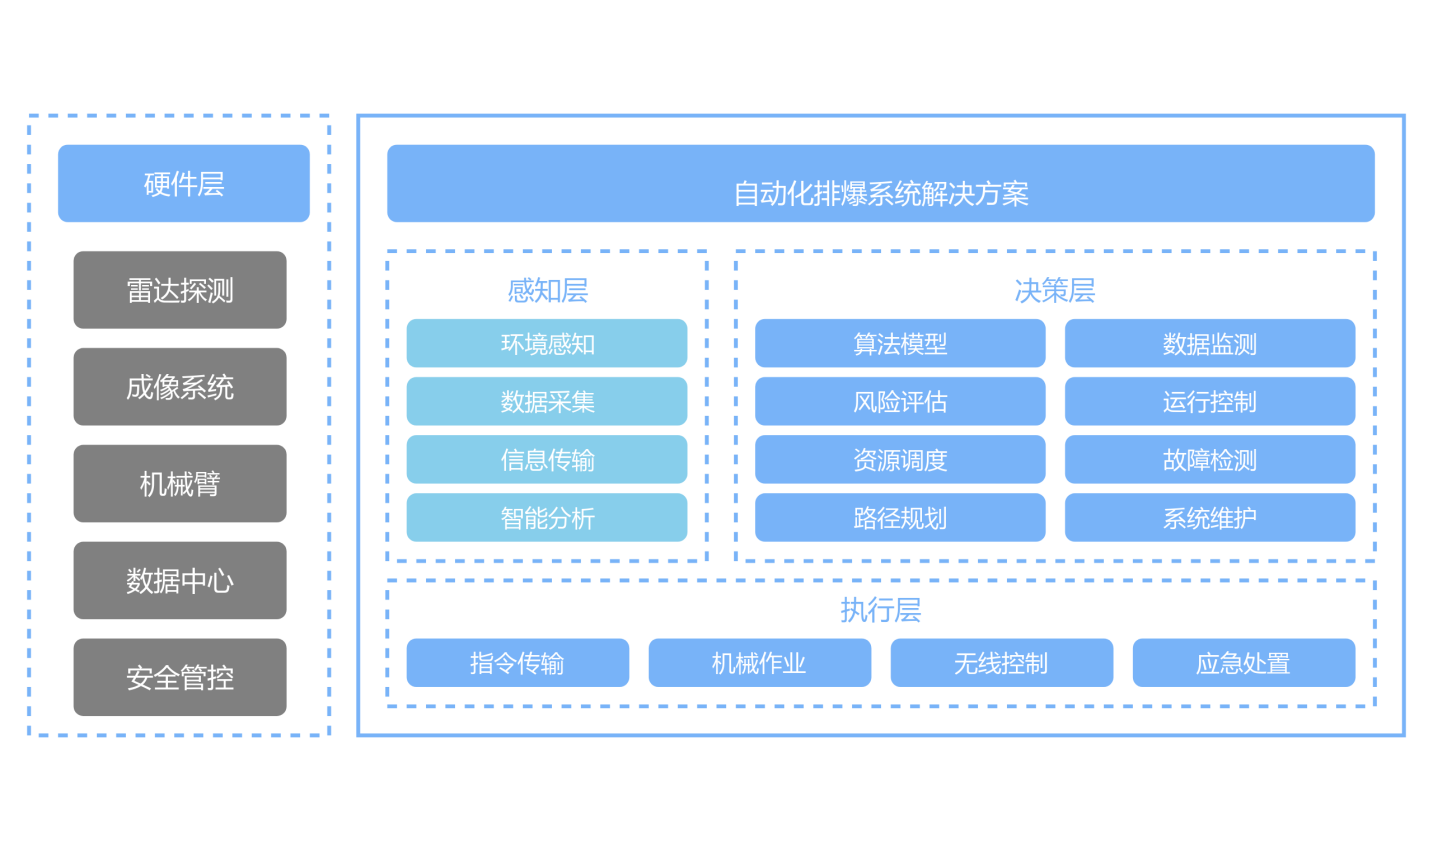 硬件层
雷达探测
成像系统
机械臂
数据中心
安全管控
自动化排爆系统解决方案
感知层
环境感知
数据采集
信息传输
智能分析
决策层
算法模型
数据监测
风险评估
运行控制
资源调度
故障检测
路径规划
系统维护
执行层
指令传输
机械作业
无线控制
应急处置